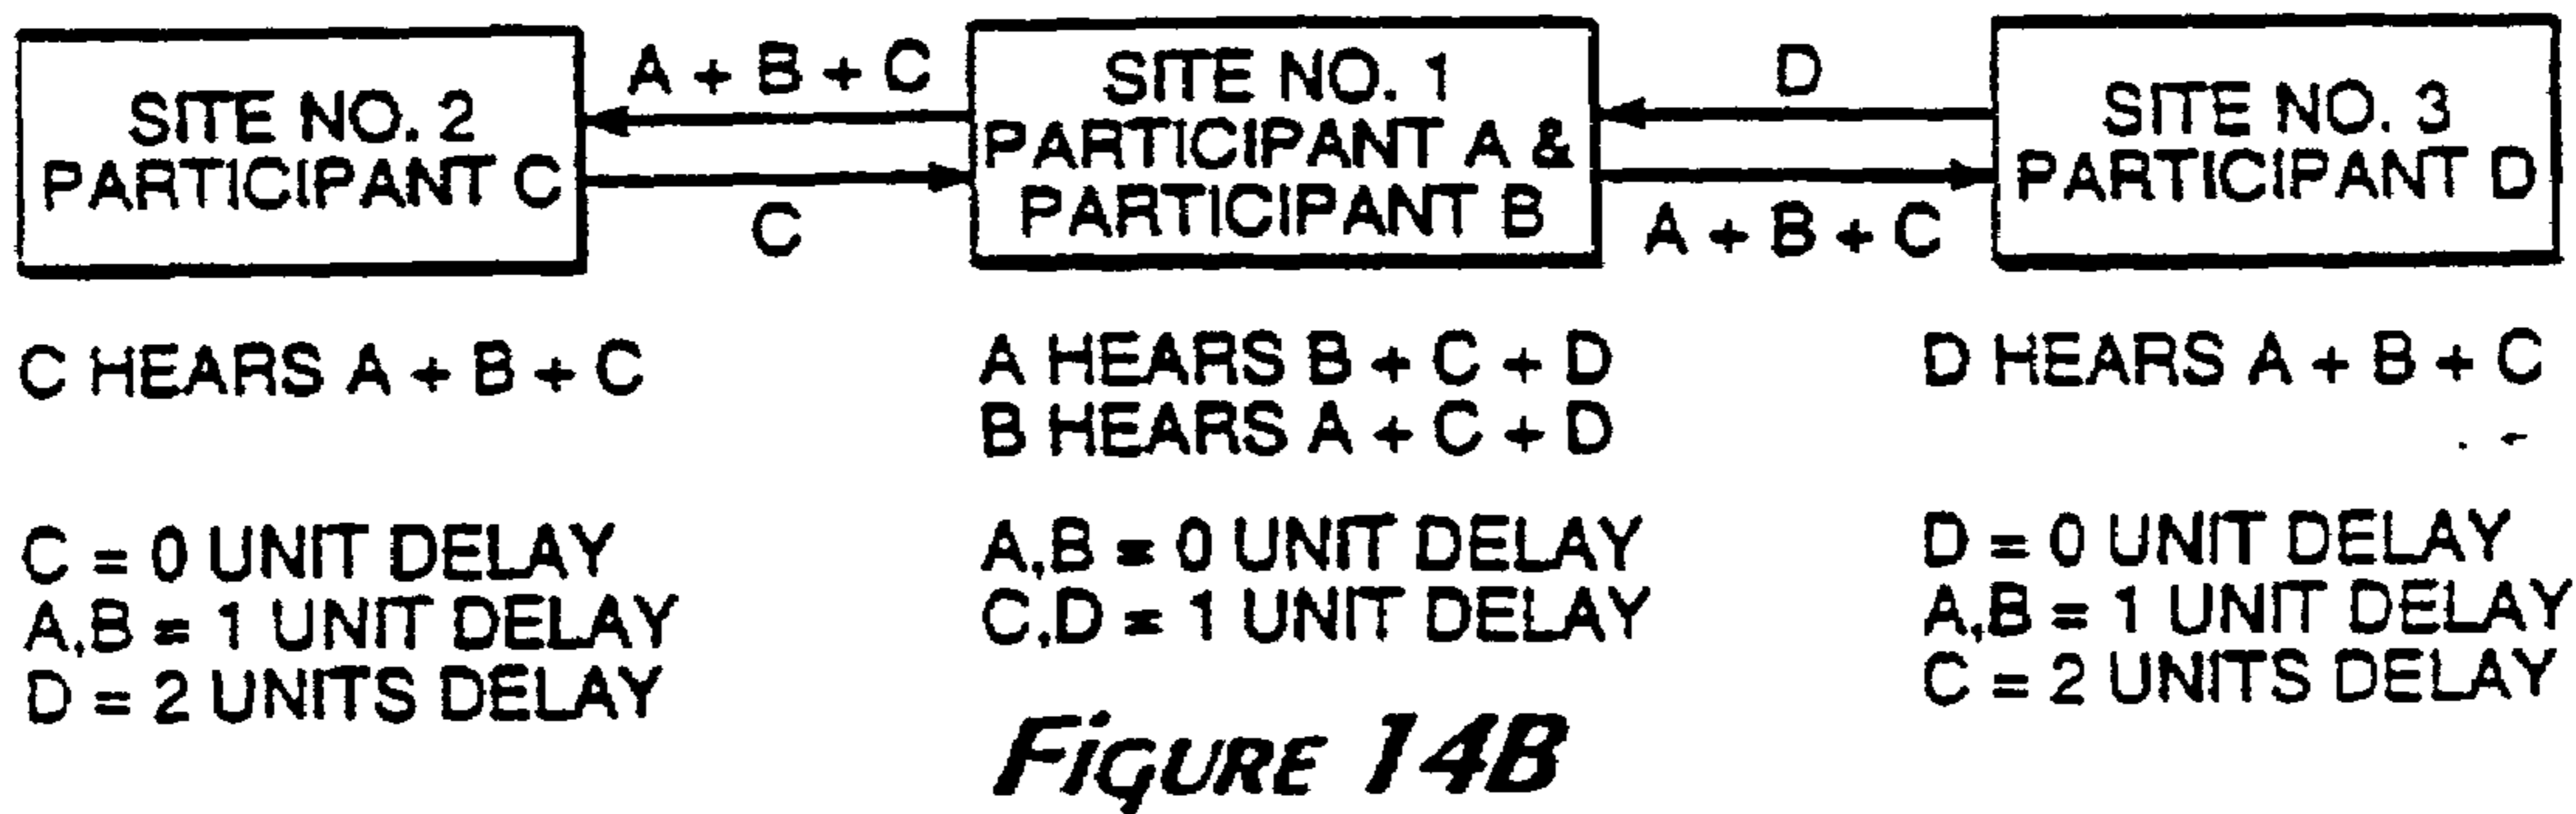 SITE NO. 2
PARTICIPANT C
A + B + C
C
SITE NO. 1
PARTICIPANT A &
PARTICIPANT B
D
A + B + C
SITE NO. 3
PARTICIPANT D
C HEARS A + B + C
A HEARS B + C + D
B HEARS A + C + D
D HEARS A + B + C
C = 0 UNIT DELAY
A,B = 1 UNIT DELAY
D = 2 UNITS DELAY
A,B = 0 UNIT DELAY
C,D = 1 UNIT DELAY
D = 0 UNIT DELAY
A,B = 1 UNIT DELAY
C = 2 UNITS DELAY
FIGURE 14B